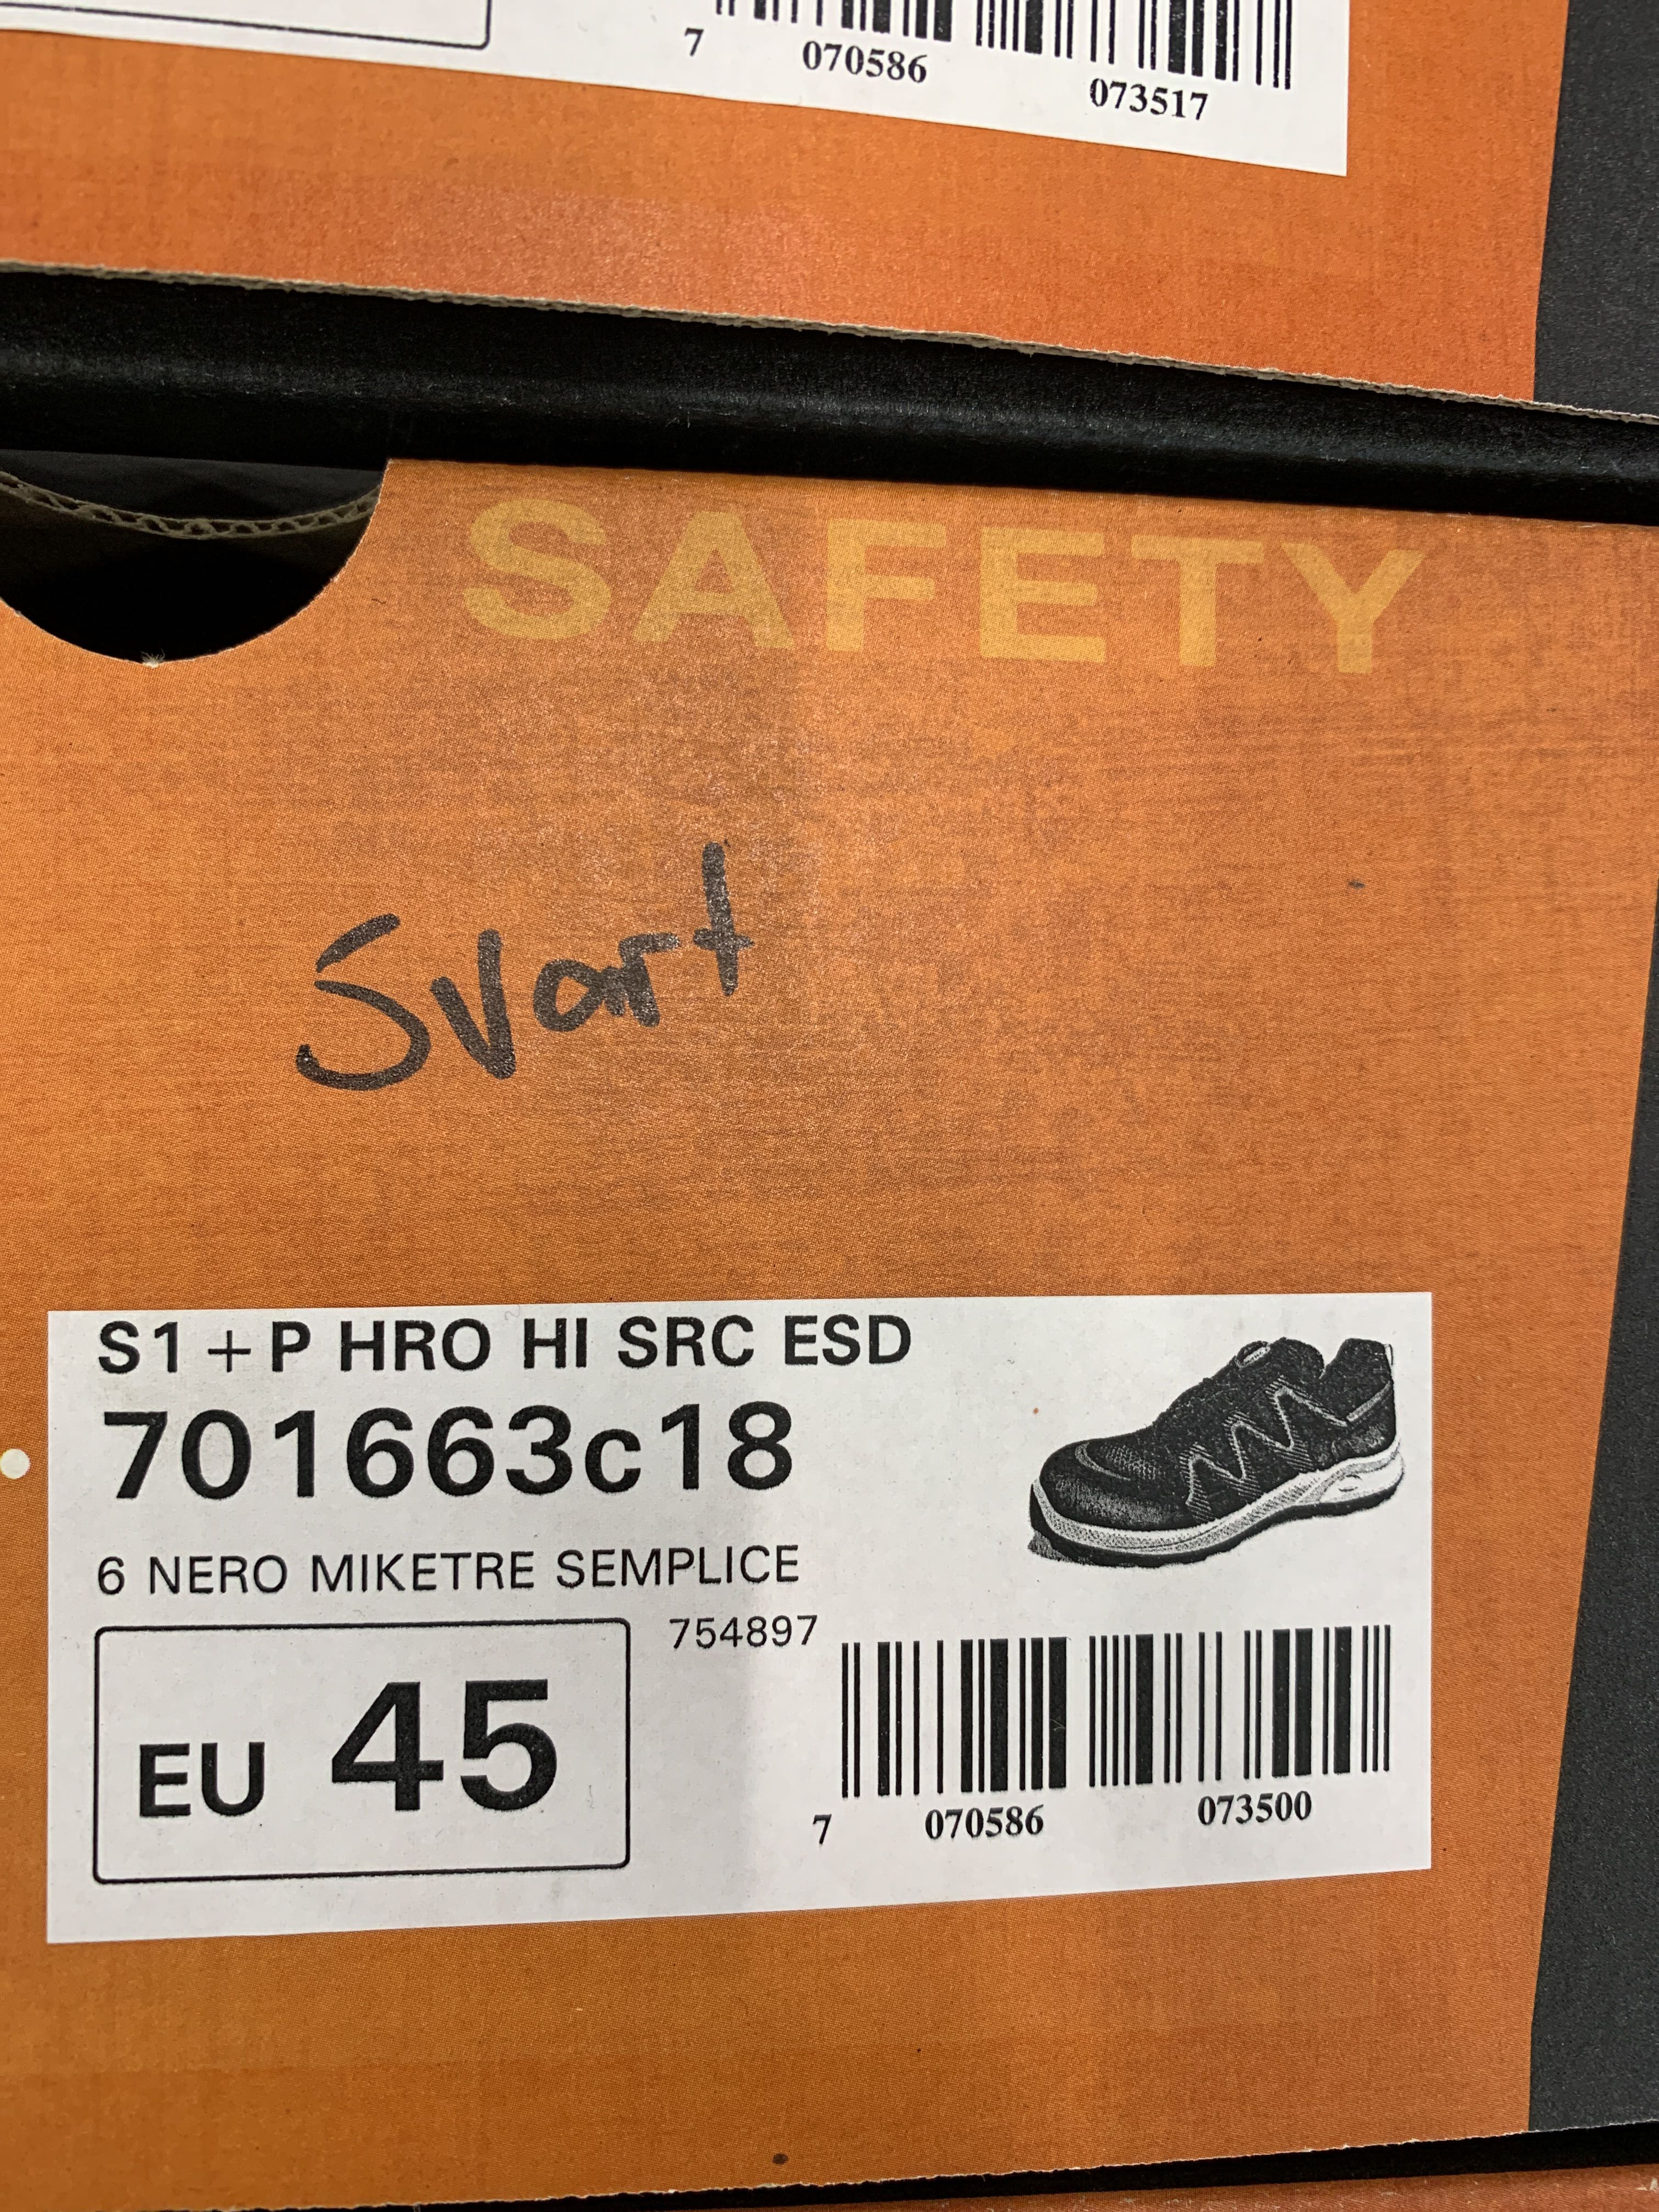 7 070586 073517
SAFETY
Svart
S1+P HRO HI SRC ESD
701663c18
6 NERO MIKETRE SEMPLICE
754897
EU 45
7 070586 073500